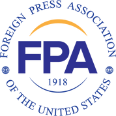 FOREIGN PRESS ASSOCIATION
FPA
1918
OF THE UNITED STATES